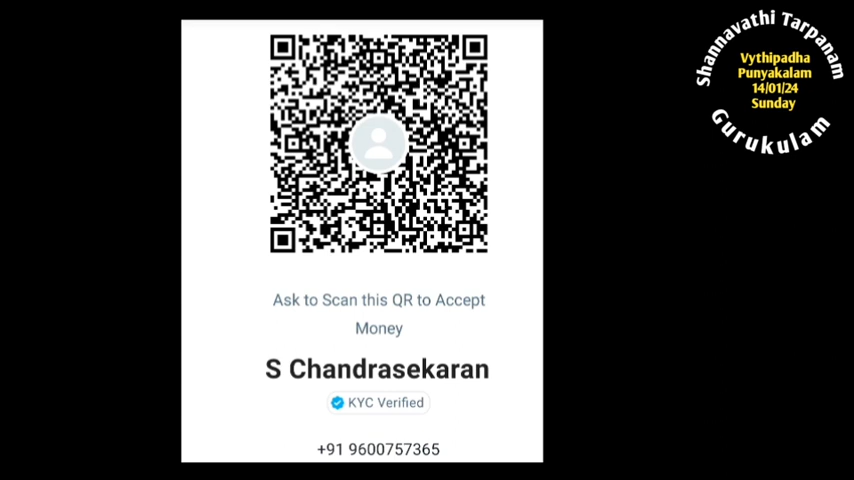 Shannavathi Tarpanam
Vythipadha
Punyakalam
14/01/24
Sunday
Gurukulam
Ask to Scan this QR to Accept
Money
S Chandrasekaran
KYC Verified
+91 9600757365